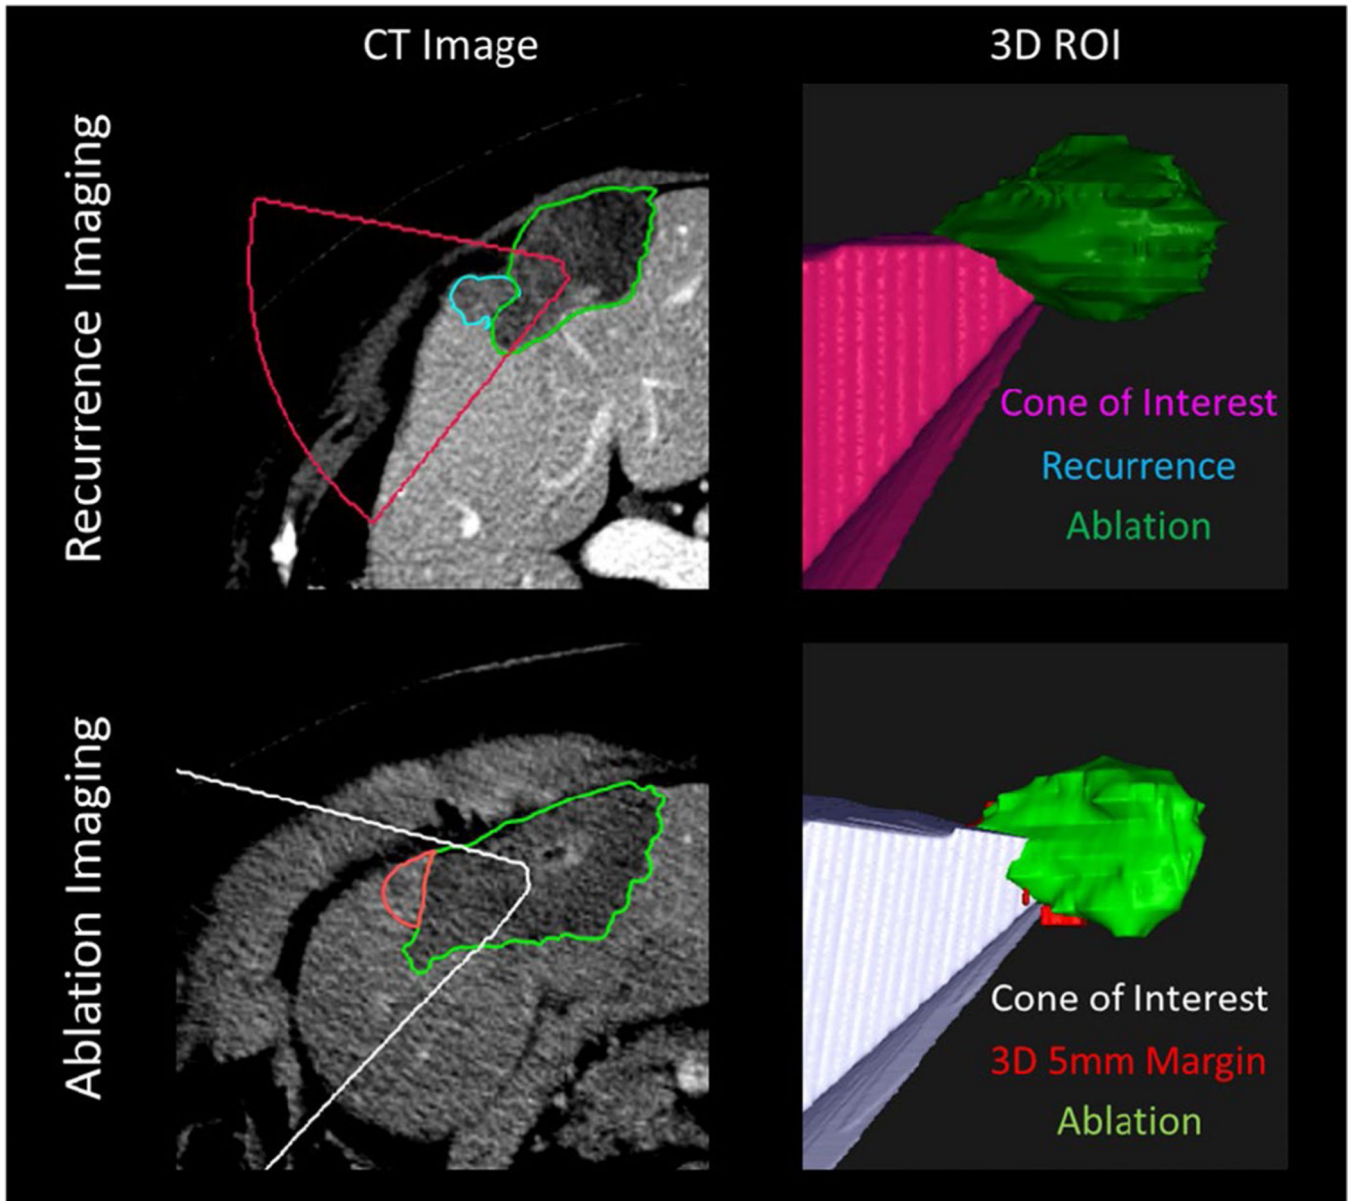 CT Image
3D ROI
Recurrence Imaging
Cone of Interest
Recurrence
Ablation
Ablation Imaging
Cone of Interest
3D 5mm Margin
Ablation